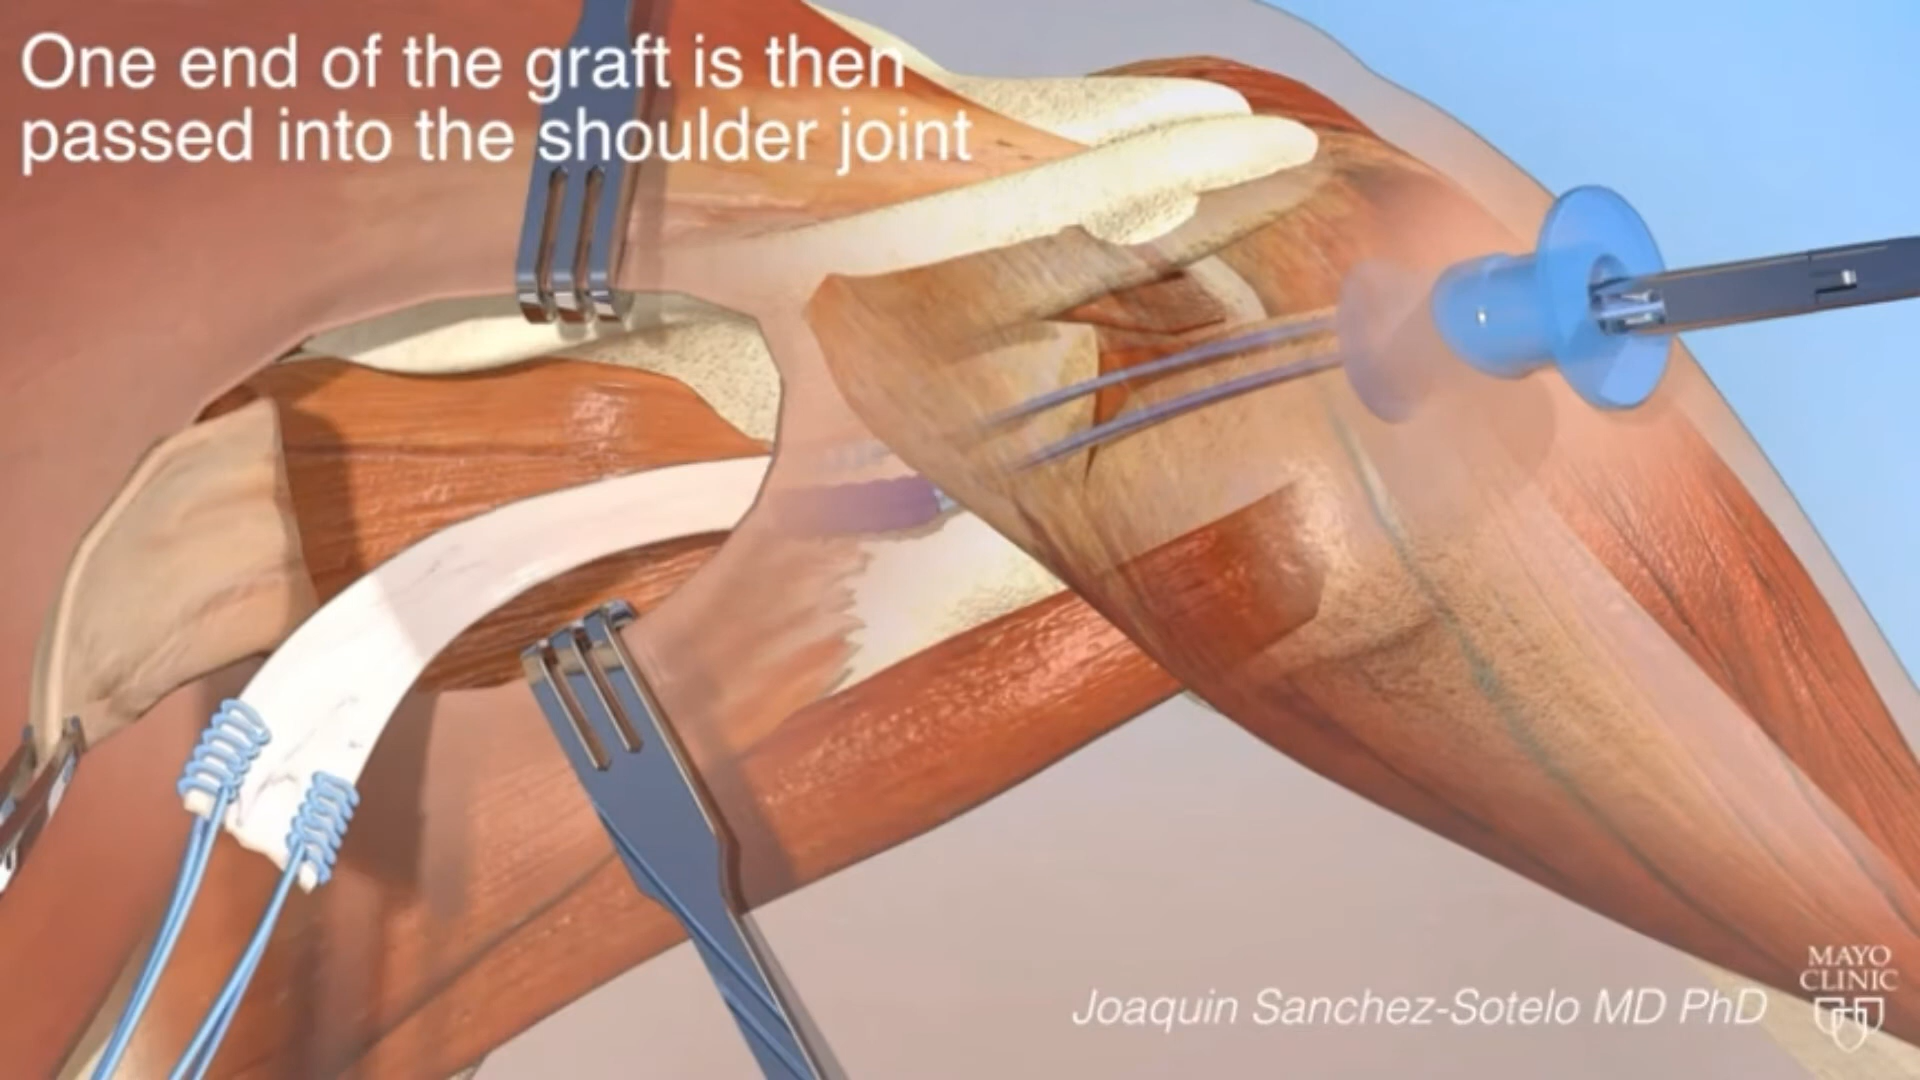 One end of the graft is then
passed into the shoulder joint
Joaquin Sanchez-Sotelo MD PhD
MAYO
CLINIC